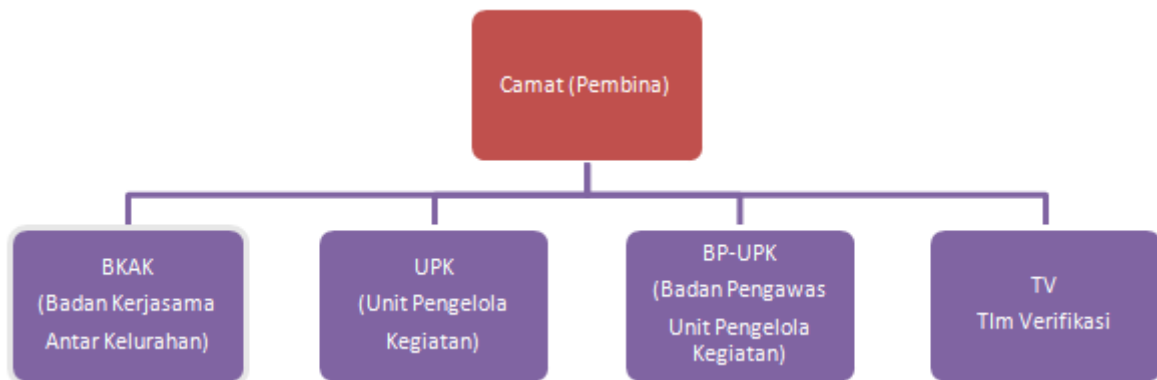 Camat (Pembina)
BKAK
(Badan Kerjasama
Antar Kelurahan)
UPK
(Unit Pengelola
Kegiatan)
BP-UPK
(Badan Pengawas
Unit Pengelola
Kegiatan)
TV
TIm Verifikasi